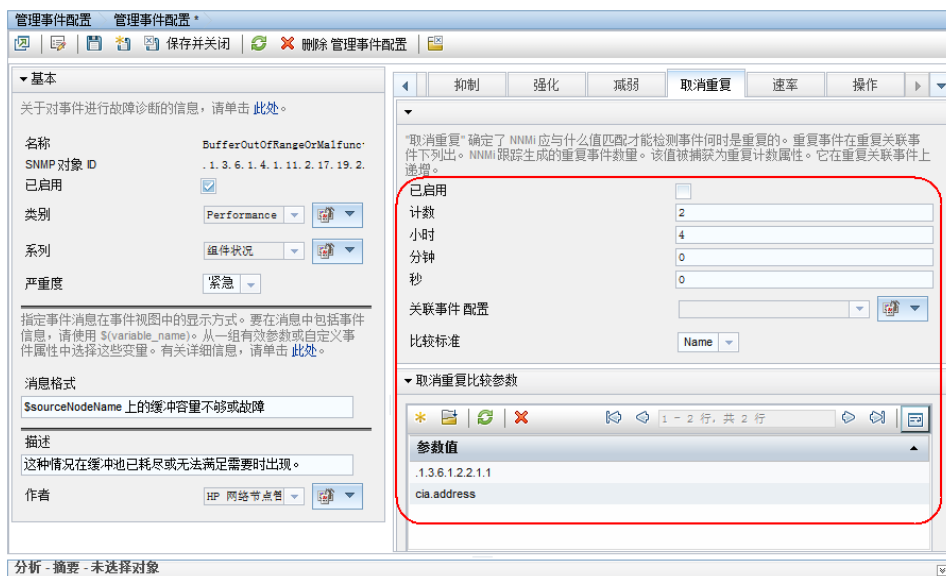 管理事件配置 管理事件配置 *
保存并关闭 删除 管理事件配置
基本
关于对事件进行故障诊断的信息，请单击 此处。
名称 BufferOutOfRangeOrMalfunc
SNMP 对象 ID .1.3.6.1.4.1.11.2.17.19.2.
已启用
类别 Performance
系列 组件状况
严重度 紧急
指定事件消息在事件视图中的显示方式。要在消息中包括事件
信息，请使用 $(variable_name)。从一组有效参数或自定义事
件属性中选择这些变量。有关详细信息，请单击 此处。
消息格式
$sourceNodeName 上的缓冲容量不够或故障
描述
这种情况在缓冲池已耗尽或无法满足需要时出现。
作者 HP 网络节点管
抑制 强化 减弱 取消重复 速率 操作
"取消重复" 确定了 NNMi 应与什么值匹配才能检测事件何时是重复的。重复事件在重复关联事
件下列出。NNMi 跟踪生成的重复事件数量。该值被捕获为重复计数属性。它在重复关联事件上
递增。
已启用
计数 2
小时 4
分钟 0
秒 0
关联事件 配置
比较标准 Name
取消重复比较参数
1 - 2 行，共 2 行
参数值
.1.3.6.1.2.2.1.1
cia.address
分析 - 摘要 - 未选择对象